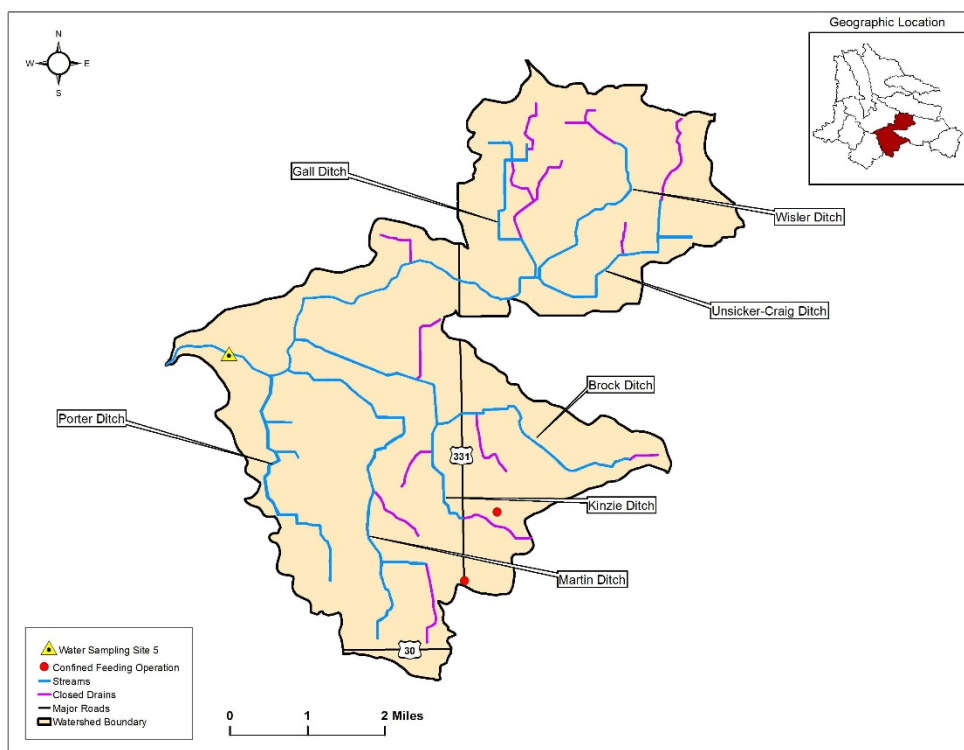 Geographic Location
N
W E
S
Gall Ditch
Wisler Ditch
Unsicker-Craig Ditch
Brock Ditch
Porter Ditch
331
Kinzie Ditch
Martin Ditch
30
Water Sampling Site 5
Confined Feeding Operation
Streams
Closed Drains
Major Roads
Watershed Boundary
0 1 2 Miles